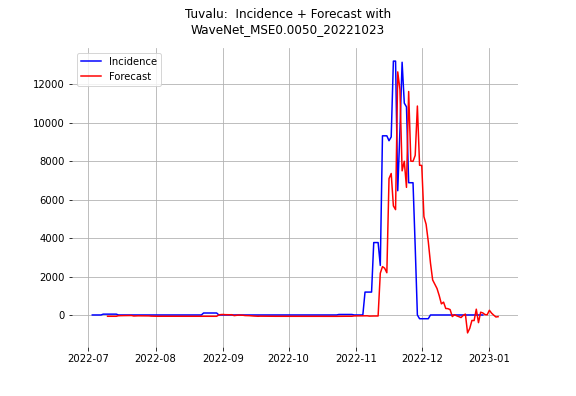 Tuvalu:  Incidence + Forecast with
WaveNet_MSE0.0050_20221023
Incidence
Forecast
12000
10000
8000
6000
4000
2000
0
2022-07 2022-08 2022-09 2022-10 2022-11 2022-12 2023-01